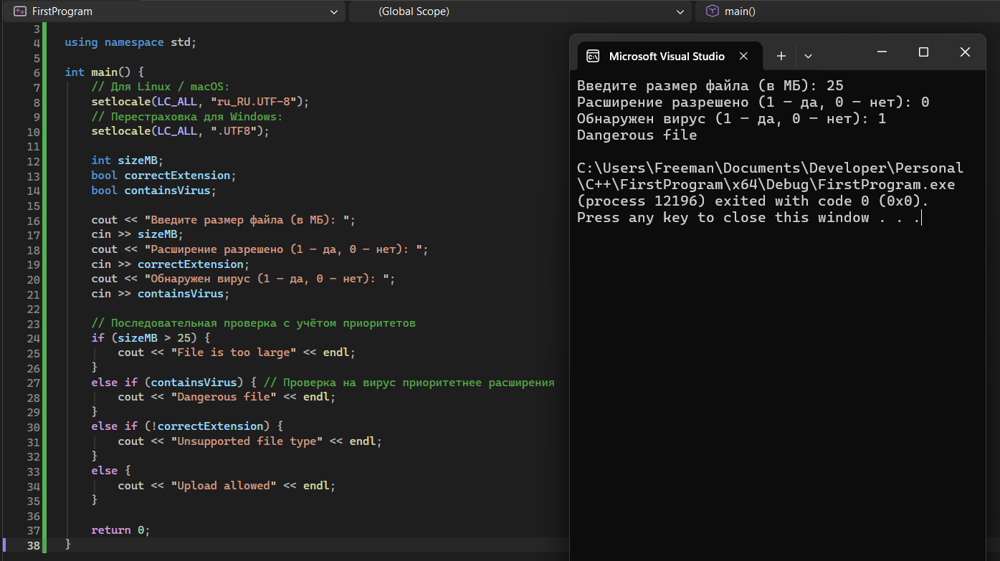 FirstProgram
(Global Scope)
main()
3
4 using namespace std;
5
6 int main() {
7 // Для Linux / macOS:
8 setlocale(LC_ALL, "ru_RU.UTF-8");
9 // Перестраховка для Windows:
10 setlocale(LC_ALL, ".UTF8");
11
12 int sizeMB;
13 bool correctExtension;
14 bool containsVirus;
15
16 cout << "Введите размер файла (в МБ): ";
17 cin >> sizeMB;
18 cout << "Расширение разрешено (1 — да, 0 — нет): ";
19 cin >> correctExtension;
20 cout << "Обнаружен вирус (1 — да, 0 — нет): ";
21 cin >> containsVirus;
22
23 // Последовательная проверка с учётом приоритетов
24 if (sizeMB > 25) {
25 cout << "File is too large" << endl;
26 }
27 else if (containsVirus) { // Проверка на вирус приоритетнее расширения
28 cout << "Dangerous file" << endl;
29 }
30 else if (!correctExtension) {
31 cout << "Unsupported file type" << endl;
32 }
33 else {
34 cout << "Upload allowed" << endl;
35 }
36
37 return 0;
38 }
Microsoft Visual Studio
Введите размер файла (в МБ): 25
Расширение разрешено (1 — да, 0 — нет): 0
Обнаружен вирус (1 — да, 0 — нет): 1
Dangerous file
C:\Users\Freeman\Documents\Developer\Personal
\C++\FirstProgram\x64\Debug\FirstProgram.exe
(process 12196) exited with code 0 (0x0).
Press any key to close this window . . .